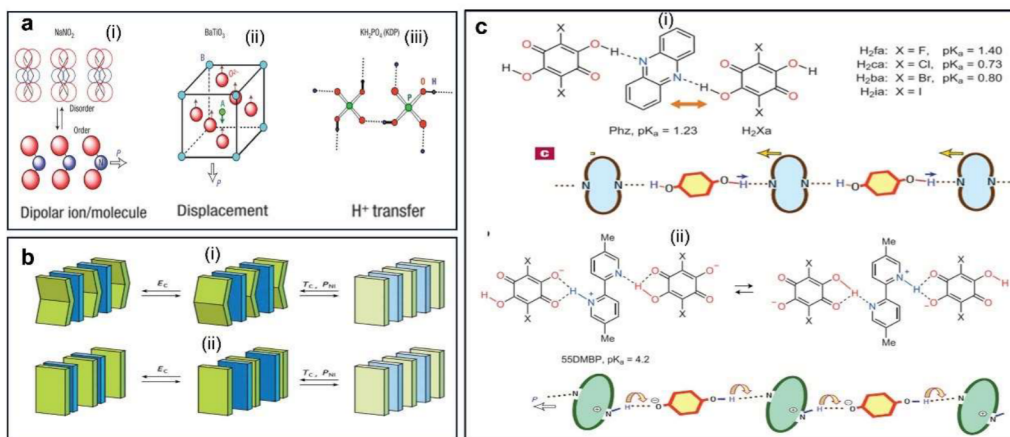 a
NaNO2
(i)
Disorder
Order
N
P
Dipolar ion/molecule
BaTiO3
(ii)
B
O2–
A
P
Displacement
KH2PO4 (KDP)
(iii)
O H
P
H+ transfer
b
(i)
EC
TC, PNI
(ii)
EC
TC, PNI
c
(i)
X
O
O
H
N
N
X
O
H
O
O
H
O
X
H
O
X
O
Phz, pKa = 1.23
H2Xa
H2fa: X = F, pKa = 1.40
H2ca: X = Cl, pKa = 0.73
H2ba: X = Br, pKa = 0.80
H2ia: X = I
c
N N H O O H N N H O O H N N
(ii)
Me
X
O
O–
N
H
O
X
O–
H
O
X
O
H
N+
O
X
O
Me
55DMBP, pKa = 4.2
Me
X
O
O
H
N+
H
O
X
O
H
–O
X
O
N
–O
X
O
Me
P
N N H O O H N N H O O H N N